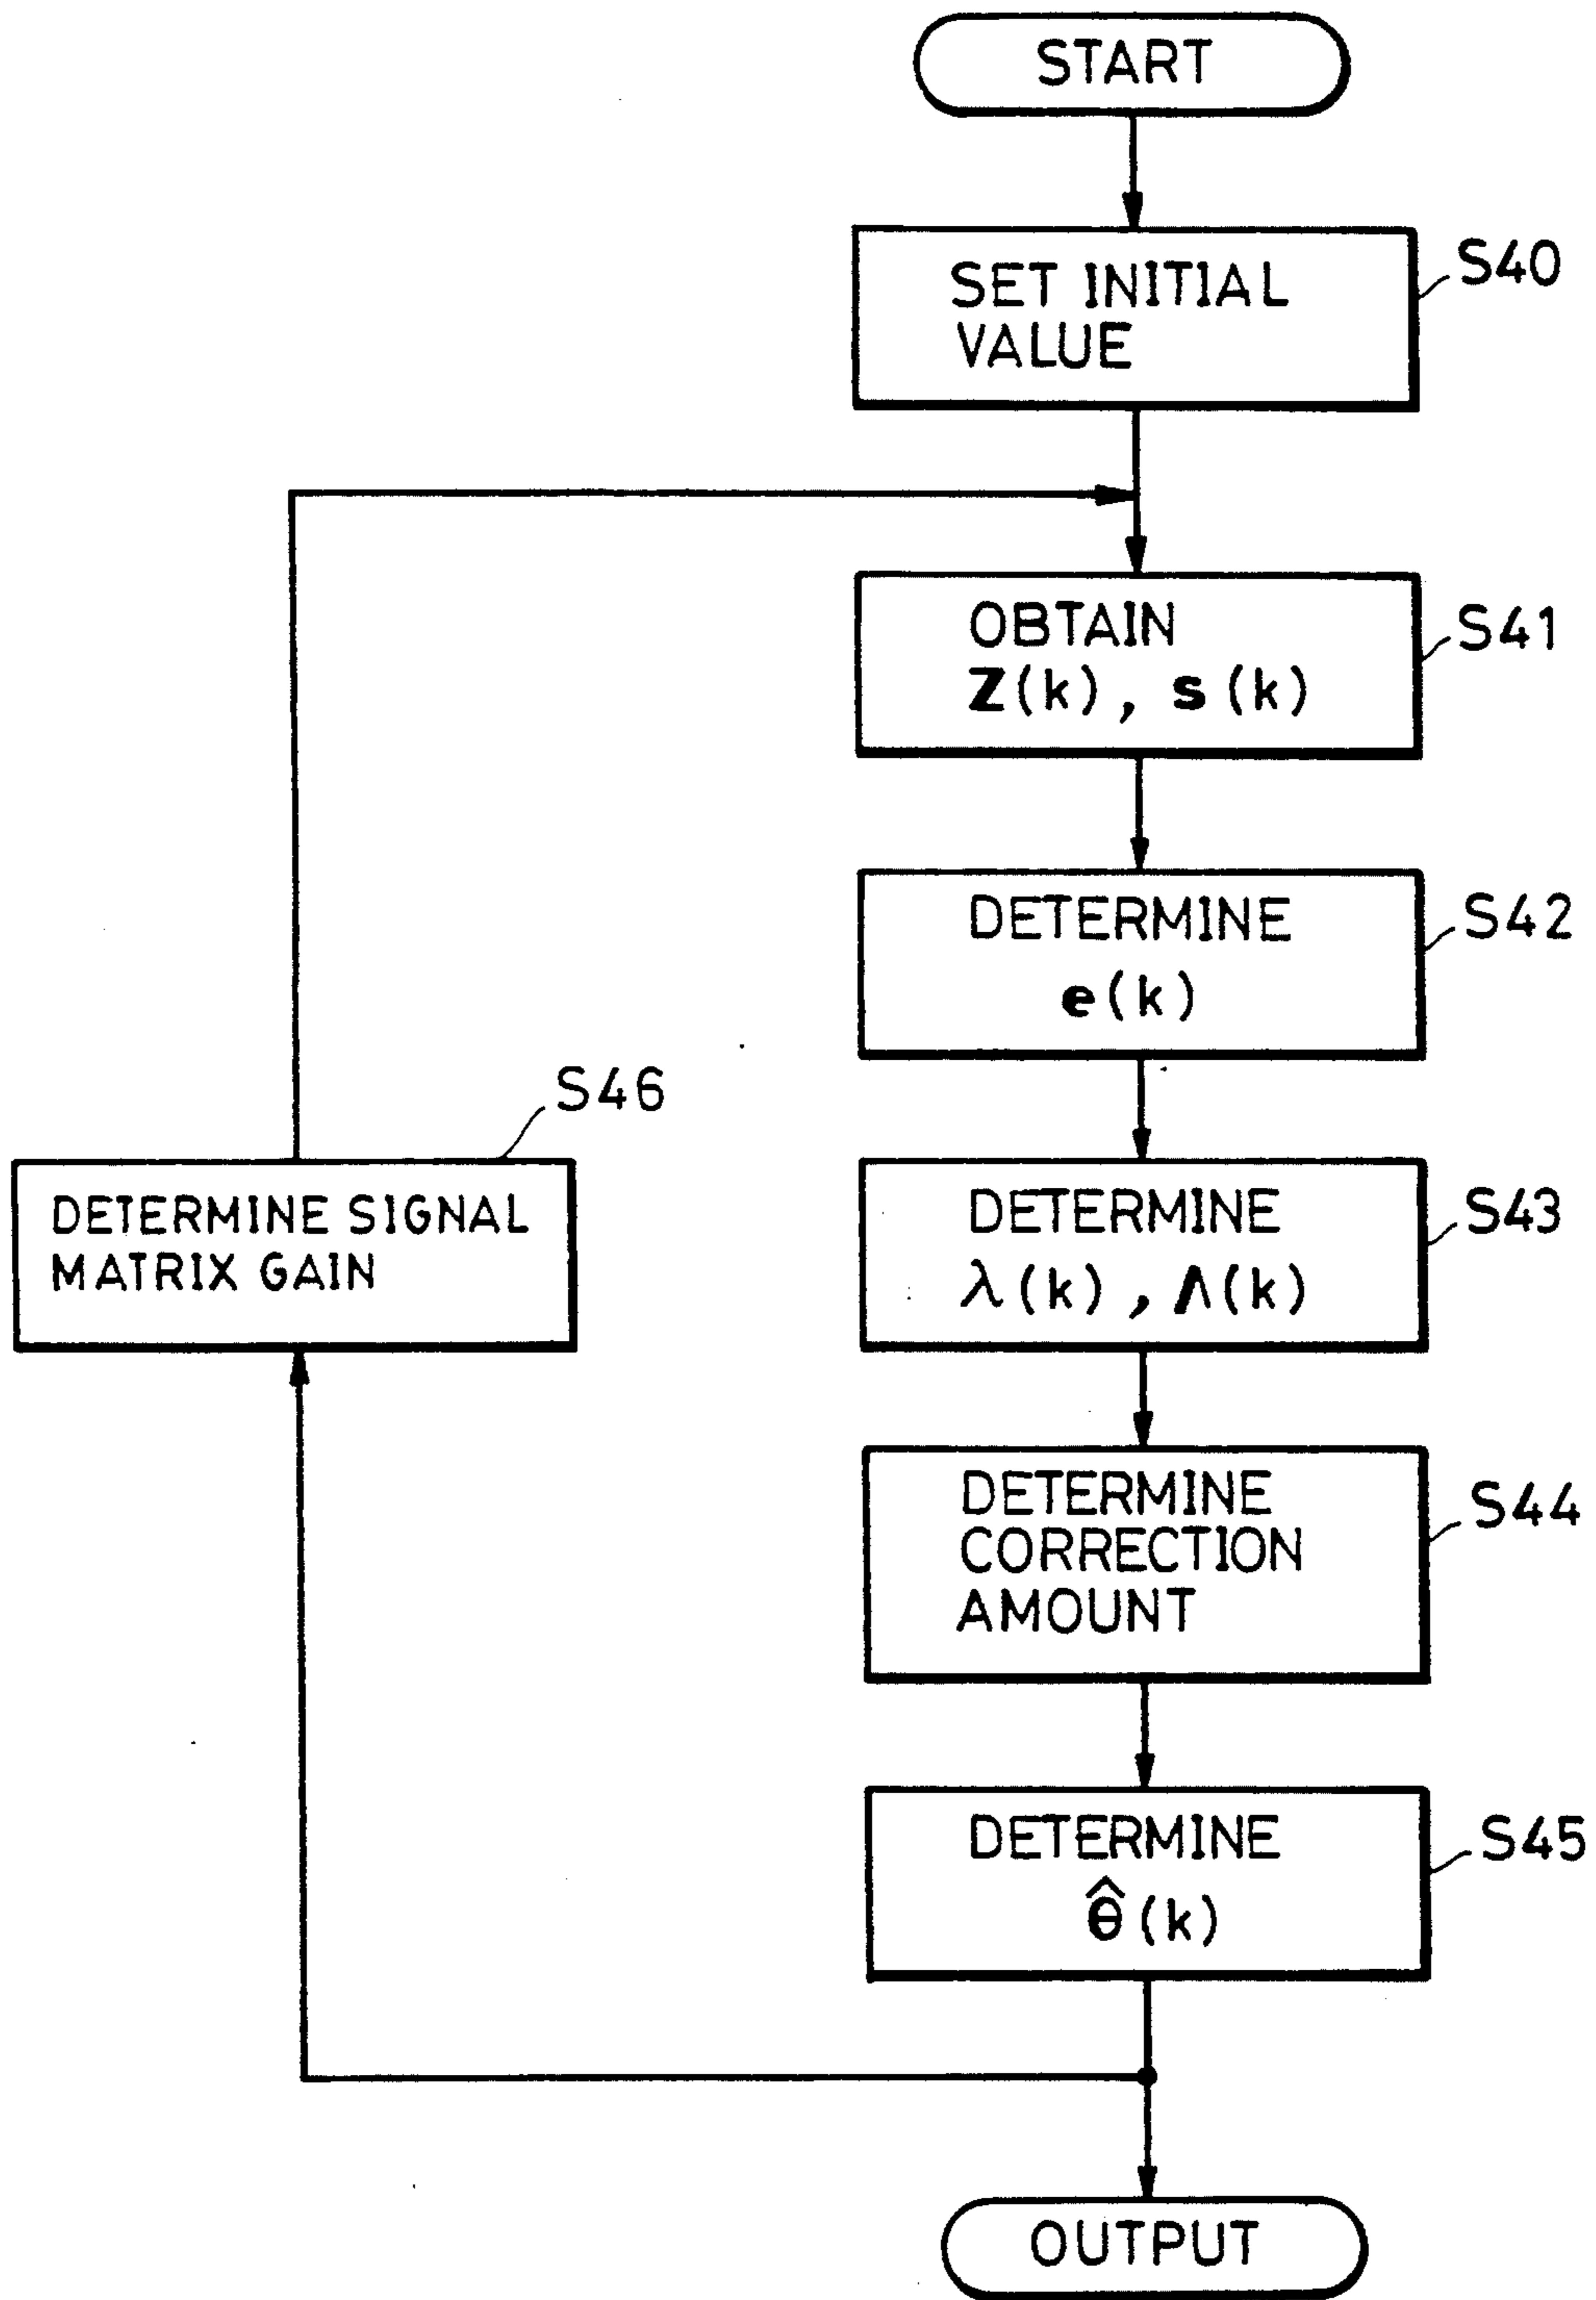 START
SET INITIAL
VALUE
S40
OBTAIN
Z(k), s(k)
S41
DETERMINE
e(k)
S42
DETERMINE
λ(k), Λ(k)
S43
DETERMINE
CORRECTION
AMOUNT
S44
DETERMINE
θ̂(k)
S45
S46
DETERMINE SIGNAL
MATRIX GAIN
OUTPUT